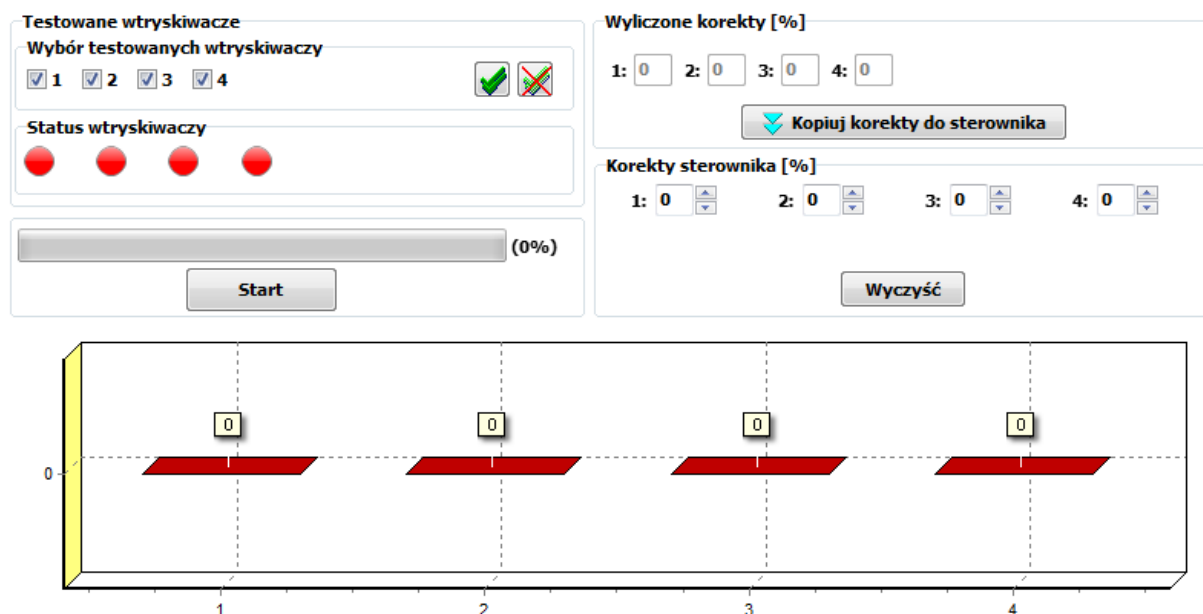 Testowane wtryskiwacze
Wybór testowanych wtryskiwaczy
1 2 3 4
Status wtryskiwaczy
(0%)
Start
Wyliczone korekty [%]
1: 0 2: 0 3: 0 4: 0
Kopiuj korekty do sterownika
Korekty sterownika [%]
1: 0 2: 0 3: 0 4: 0
Wyczyść
0 0 0 0
0
1 2 3 4